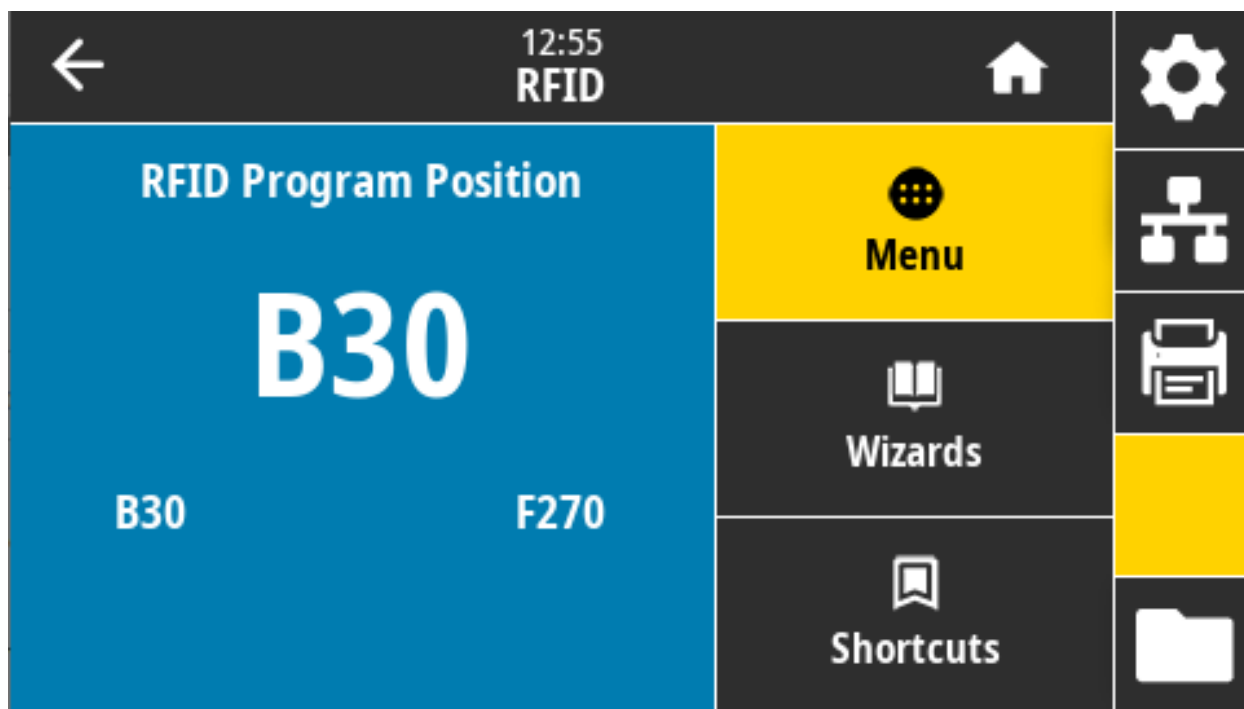 12:55
RFID
RFID Program Position
B30
B30 F270
Menu
Wizards
Shortcuts